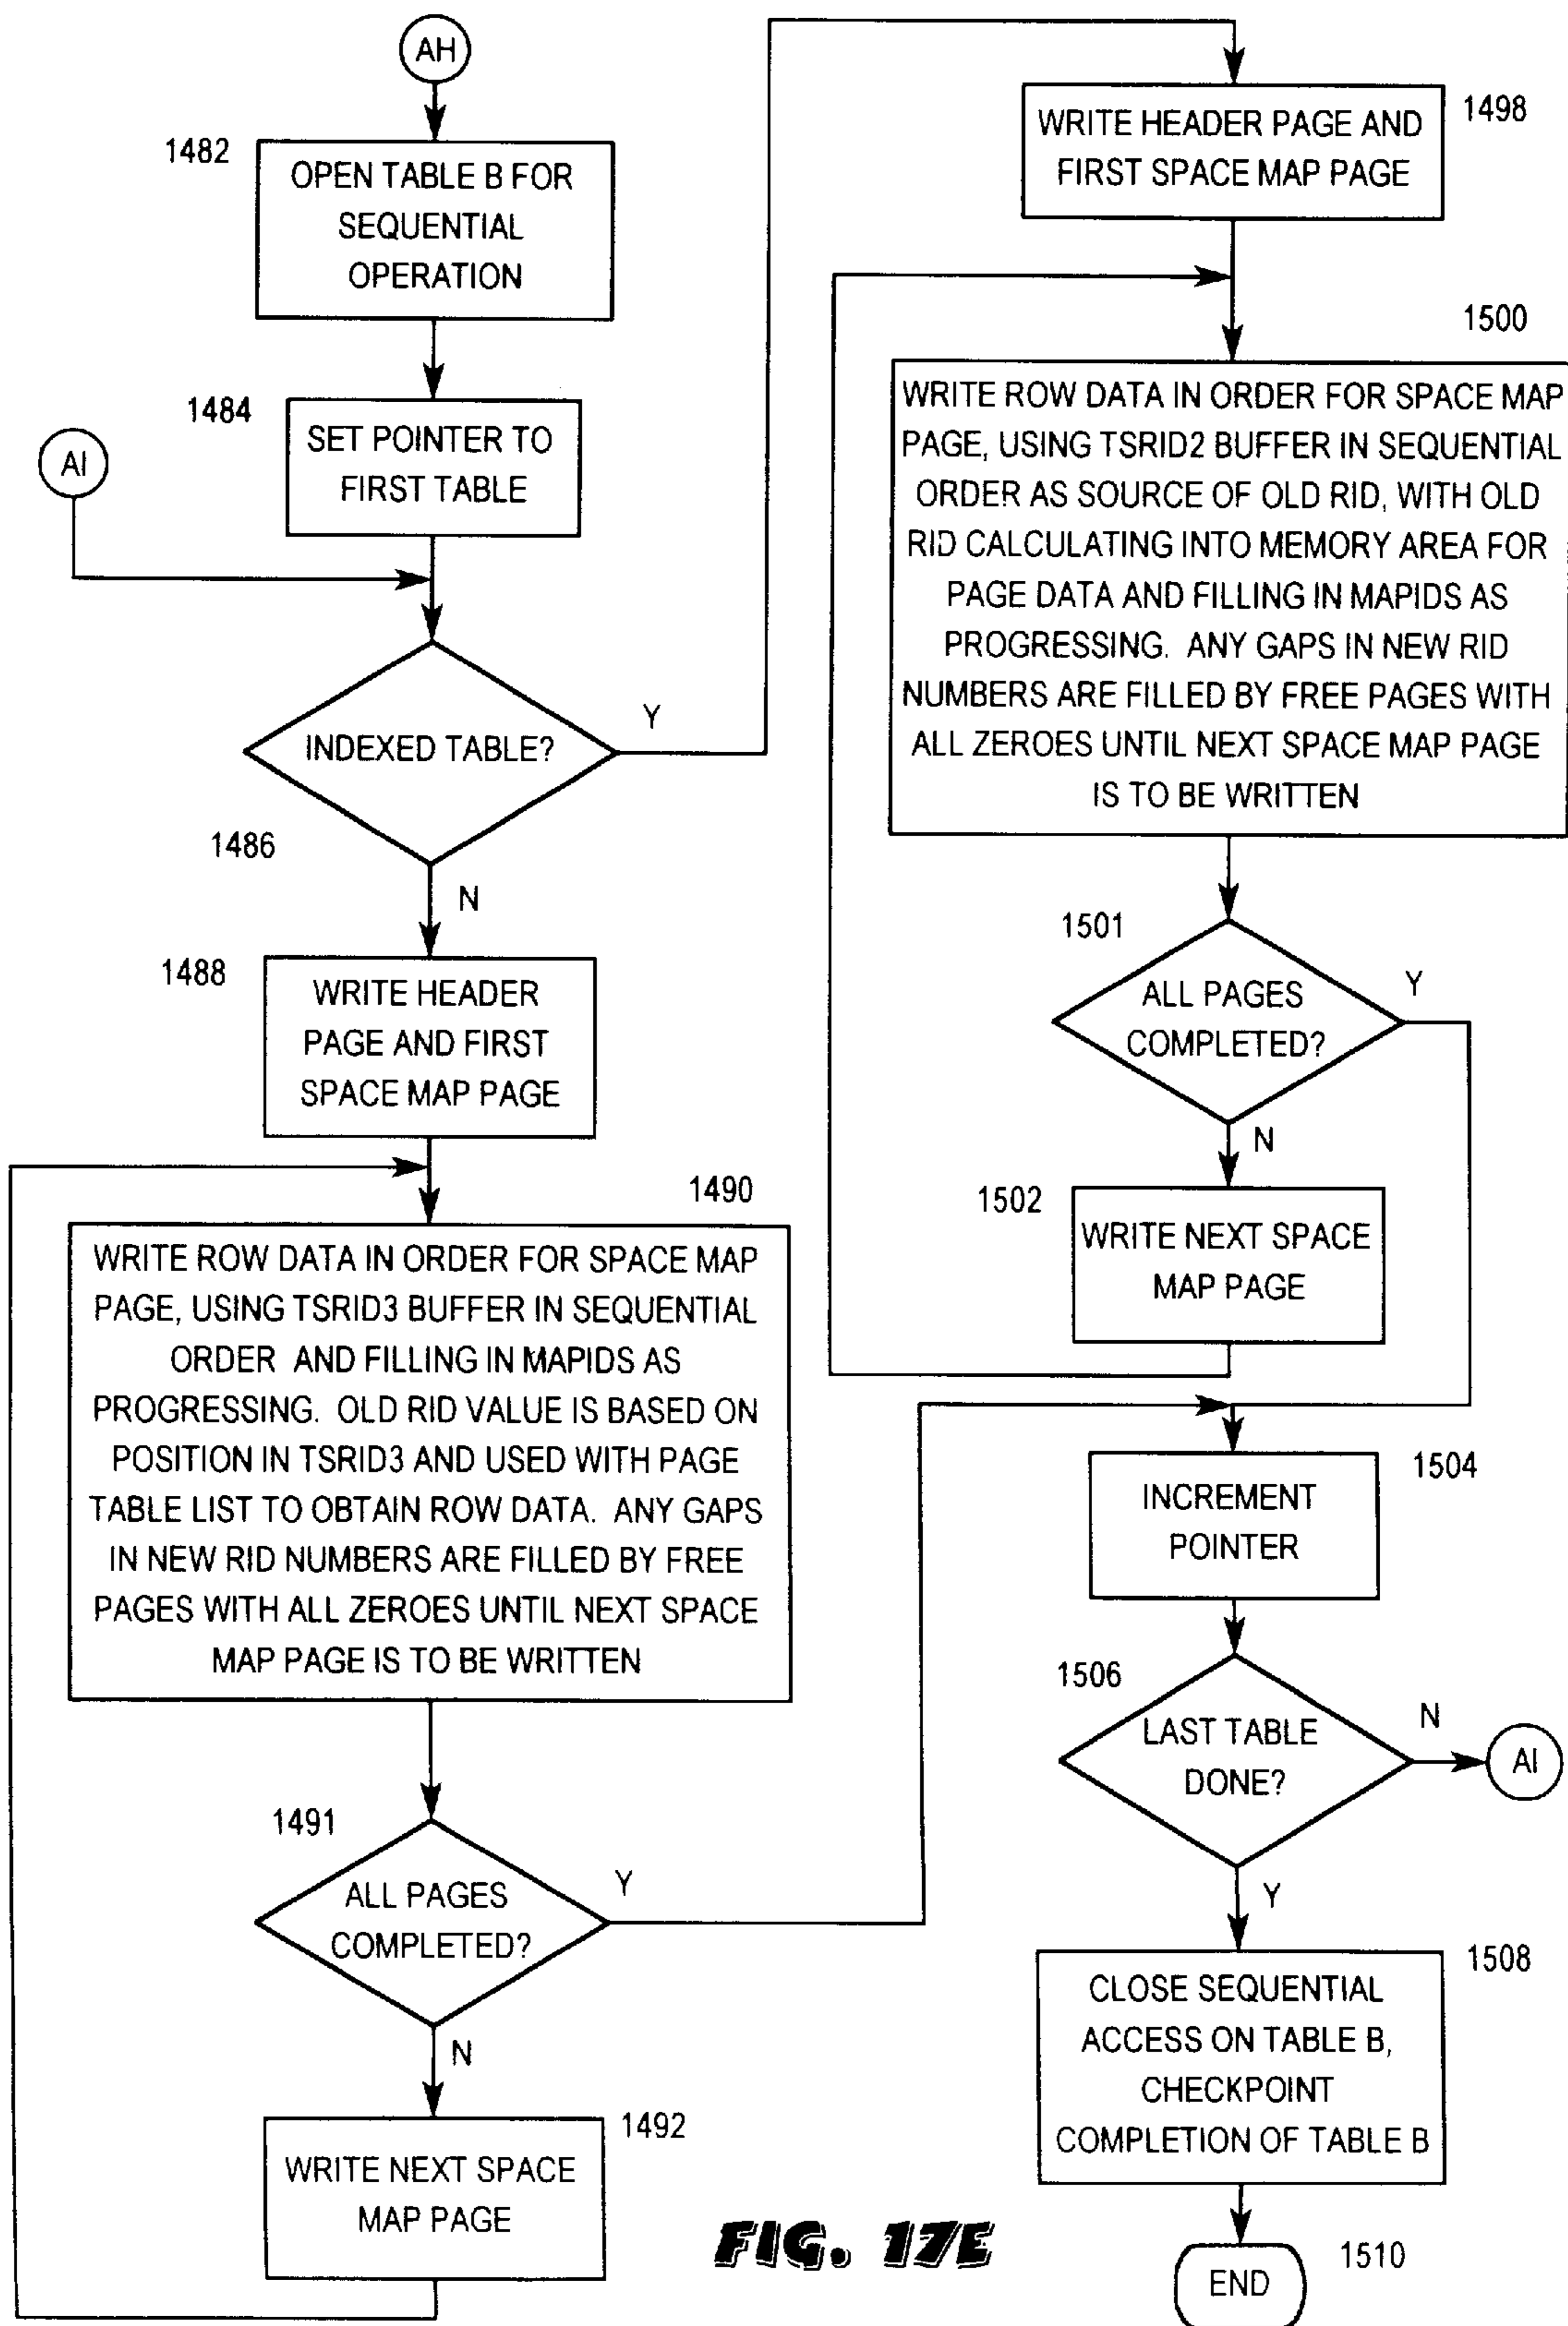 AH
1482
OPEN TABLE B FOR
SEQUENTIAL
OPERATION
1484
SET POINTER TO
FIRST TABLE
AI
INDEXED TABLE?
Y
1486
N
1488
WRITE HEADER
PAGE AND FIRST
SPACE MAP PAGE
1490
WRITE ROW DATA IN ORDER FOR SPACE MAP
PAGE, USING TSRID3 BUFFER IN SEQUENTIAL
ORDER AND FILLING IN MAPIDS AS
PROGRESSING. OLD RID VALUE IS BASED ON
POSITION IN TSRID3 AND USED WITH PAGE
TABLE LIST TO OBTAIN ROW DATA. ANY GAPS
IN NEW RID NUMBERS ARE FILLED BY FREE
PAGES WITH ALL ZEROES UNTIL NEXT SPACE
MAP PAGE IS TO BE WRITTEN
1491
ALL PAGES
COMPLETED?
Y
N
1492
WRITE NEXT SPACE
MAP PAGE
1498
WRITE HEADER PAGE AND
FIRST SPACE MAP PAGE
1500
WRITE ROW DATA IN ORDER FOR SPACE MAP
PAGE, USING TSRID2 BUFFER IN SEQUENTIAL
ORDER AS SOURCE OF OLD RID, WITH OLD
RID CALCULATING INTO MEMORY AREA FOR
PAGE DATA AND FILLING IN MAPIDS AS
PROGRESSING. ANY GAPS IN NEW RID
NUMBERS ARE FILLED BY FREE PAGES WITH
ALL ZEROES UNTIL NEXT SPACE MAP PAGE
IS TO BE WRITTEN
1501
ALL PAGES
COMPLETED?
Y
N
1502
WRITE NEXT SPACE
MAP PAGE
1504
INCREMENT
POINTER
1506
LAST TABLE
DONE?
N
AI
Y
1508
CLOSE SEQUENTIAL
ACCESS ON TABLE B,
CHECKPOINT
COMPLETION OF TABLE B
1510
END
FIG. 17E